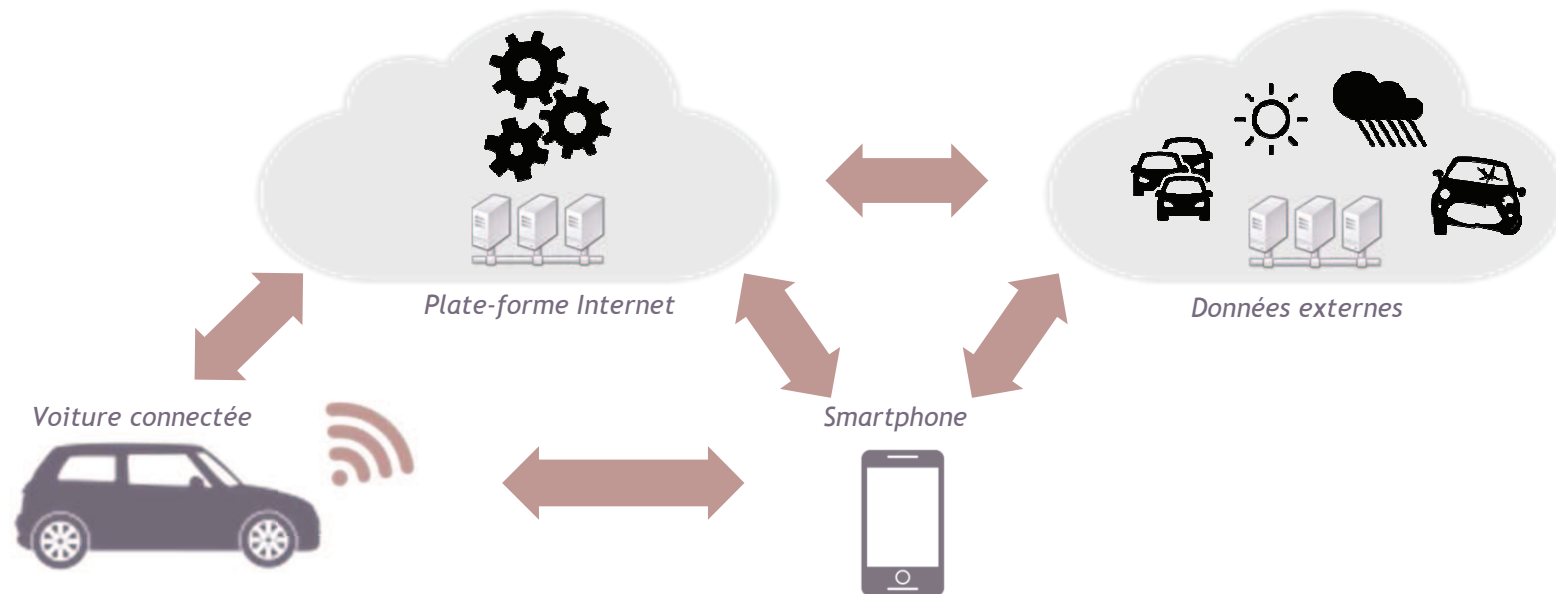 Plate-forme Internet
Données externes
Voiture connectée
Smartphone